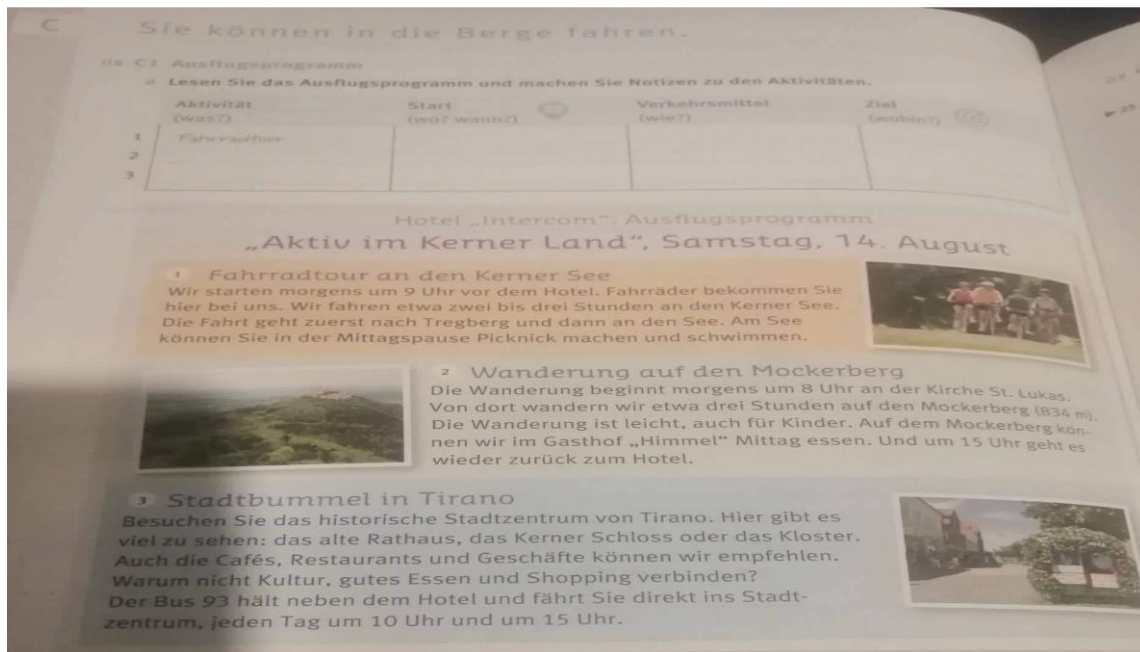 C
Sie können in die Berge fahren.
C1 Ausflugsprogramm
a Lesen Sie das Ausflugsprogramm und machen Sie Notizen zu den Aktivitäten.
Aktivität Start Verkehrsmittel Ziel
(was?) (wo? wann?) (wie?) (wohin?)
1 Fahrradtour
2
3
Hotel „Intercom“: Ausflugsprogramm
„Aktiv im Kerner Land“, Samstag, 14. August
1 Fahrradtour an den Kerner See
Wir starten morgens um 9 Uhr vor dem Hotel. Fahrräder bekommen Sie
hier bei uns. Wir fahren etwa zwei bis drei Stunden an den Kerner See.
Die Fahrt geht zuerst nach Tregberg und dann an den See. Am See
können Sie in der Mittagspause Picknick machen und schwimmen.
2 Wanderung auf den Mockerberg
Die Wanderung beginnt morgens um 8 Uhr an der Kirche St. Lukas.
Von dort wandern wir etwa drei Stunden auf den Mockerberg (834 m).
Die Wanderung ist leicht, auch für Kinder. Auf dem Mockerberg kön-
nen wir im Gasthof „Himmel“ Mittag essen. Und um 15 Uhr geht es
wieder zurück zum Hotel.
3 Stadtbummel in Tirano
Besuchen Sie das historische Stadtzentrum von Tirano. Hier gibt es
viel zu sehen: das alte Rathaus, das Kerner Schloss oder das Kloster.
Auch die Cafés, Restaurants und Geschäfte können wir empfehlen.
Warum nicht Kultur, gutes Essen und Shopping verbinden?
Der Bus 93 hält neben dem Hotel und fährt Sie direkt ins Stadt-
zentrum, jeden Tag um 10 Uhr und um 15 Uhr.